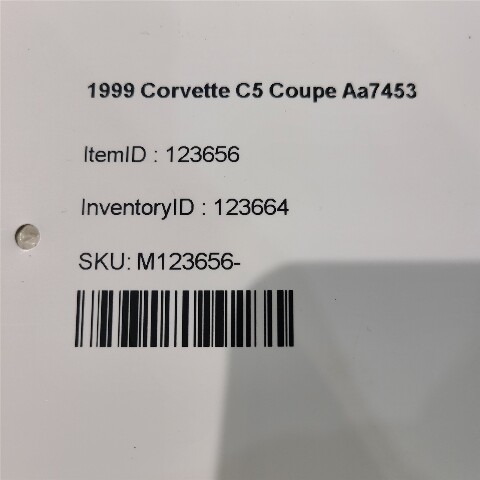 1999 Corvette C5 Coupe Aa7453
ItemID : 123656
InventoryID : 123664
SKU: M123656-